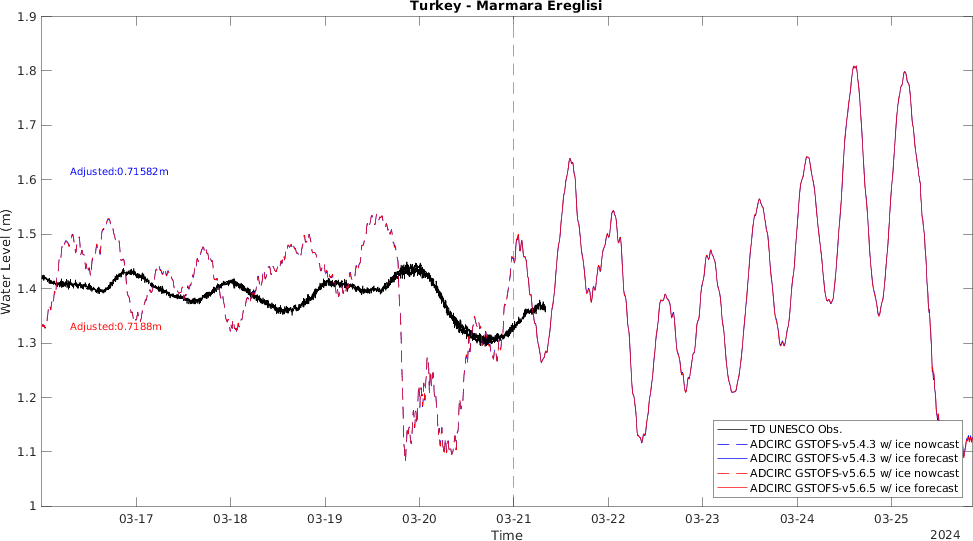 Turkey - Marmara Ereglisi
1.9
1.8
1.7
1.6
1.5
1.4
1.3
1.2
1.1
1
Water Level (m)
Adjusted:0.71582m
Adjusted:0.7188m
TD UNESCO Obs.
ADCIRC GSTOFS-v5.4.3 w/ ice nowcast
ADCIRC GSTOFS-v5.4.3 w/ ice forecast
ADCIRC GSTOFS-v5.6.5 w/ ice nowcast
ADCIRC GSTOFS-v5.6.5 w/ ice forecast
03-17 03-18 03-19 03-20 03-21 03-22 03-23 03-24 03-25
Time
2024